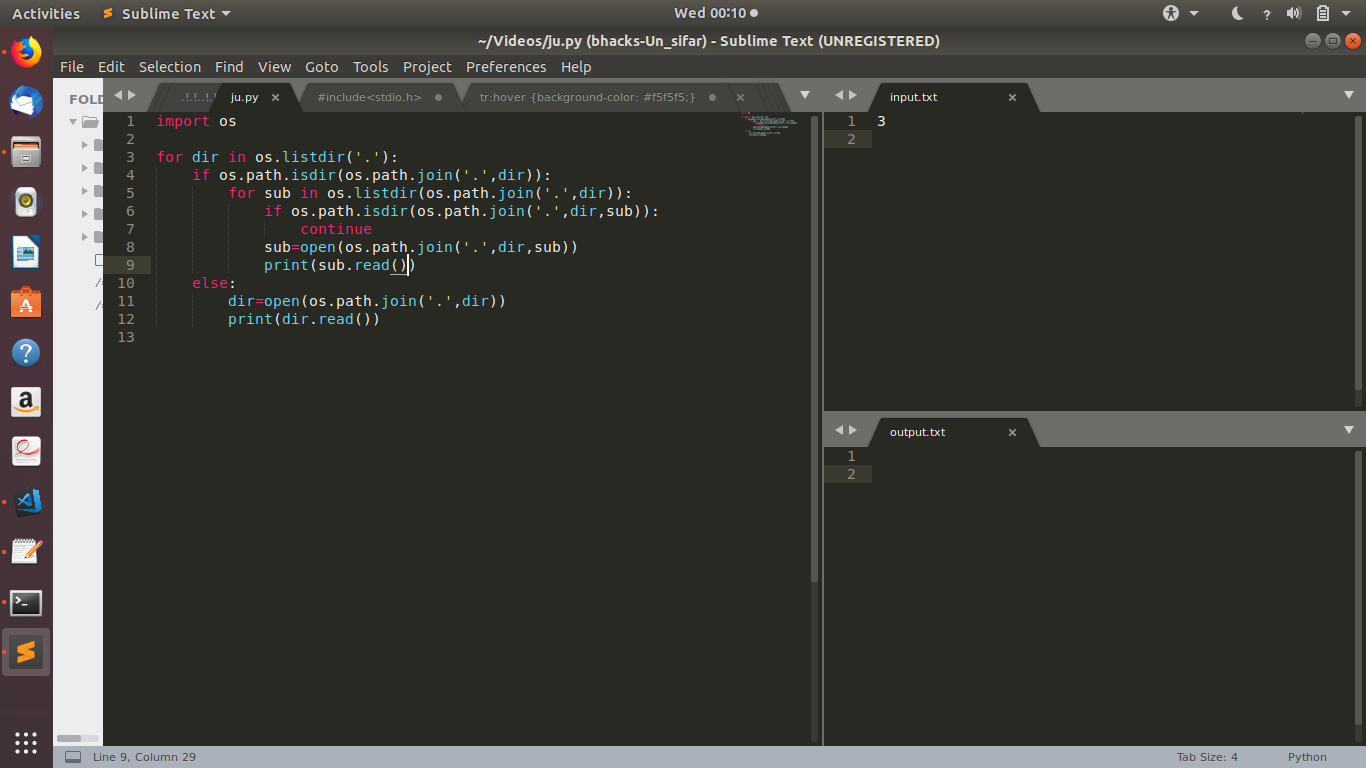 Activities Sublime Text Wed 00:10
~/Videos/ju.py (bhacks-Un_sifar) - Sublime Text (UNREGISTERED)
File Edit Selection Find View Goto Tools Project Preferences Help
FOLD
ju.py × #include<stdio.h> tr:hover {background-color: #f5f5f5;} ×
1 import os
2
3 for dir in os.listdir('.'):
4 if os.path.isdir(os.path.join('.',dir)):
5 for sub in os.listdir(os.path.join('.',dir)):
6 if os.path.isdir(os.path.join('.',dir,sub)):
7 continue
8 sub=open(os.path.join('.',dir,sub))
9 print(sub.read())
10 else:
11 dir=open(os.path.join('.',dir))
12 print(dir.read())
13
input.txt ×
1 3
2
output.txt ×
1
2
Line 9, Column 29 Tab Size: 4 Python